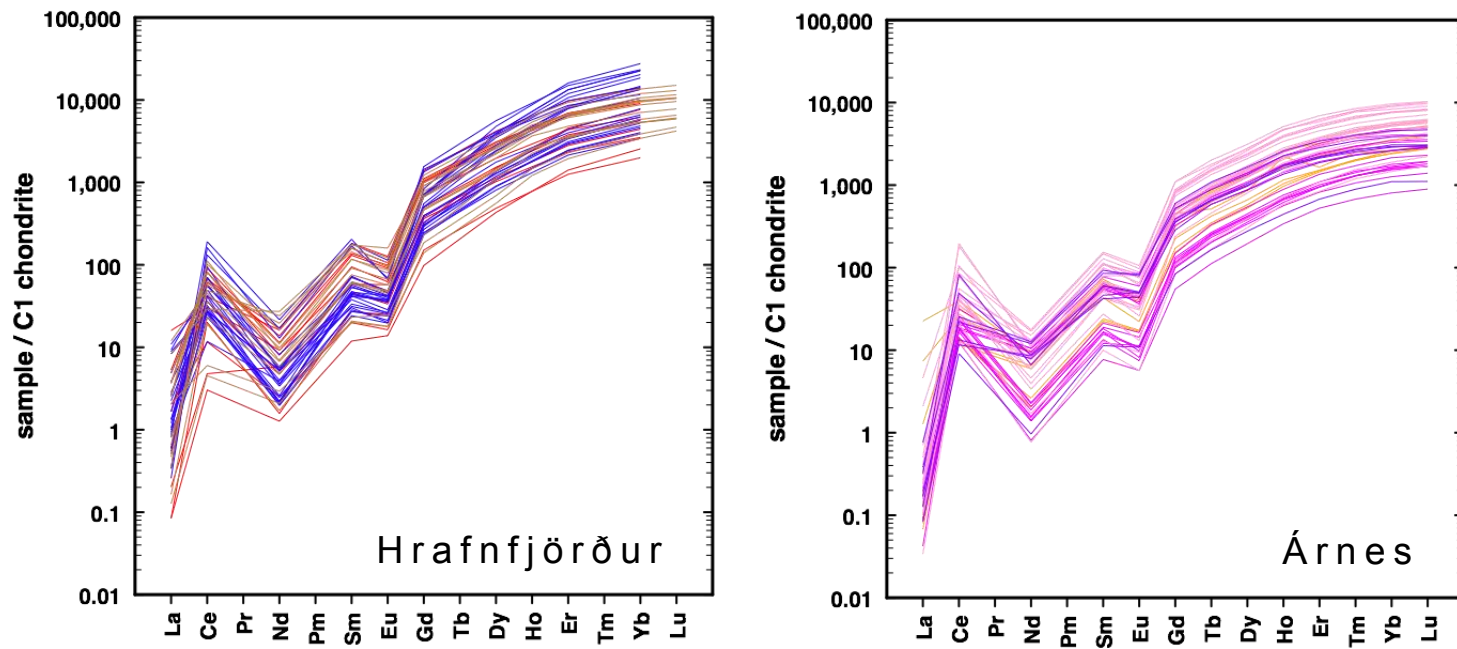 100,000
10,000
1,000
100
10
1
0.1
0.01
sample / C1 chondrite
Hrafnfjörður
La Ce Pr Nd Pm Sm Eu Gd Tb Dy Ho Er Tm Yb Lu
100,000
10,000
1,000
100
10
1
0.1
0.01
sample / C1 chondrite
Árnes
La Ce Pr Nd Pm Sm Eu Gd Tb Dy Ho Er Tm Yb Lu